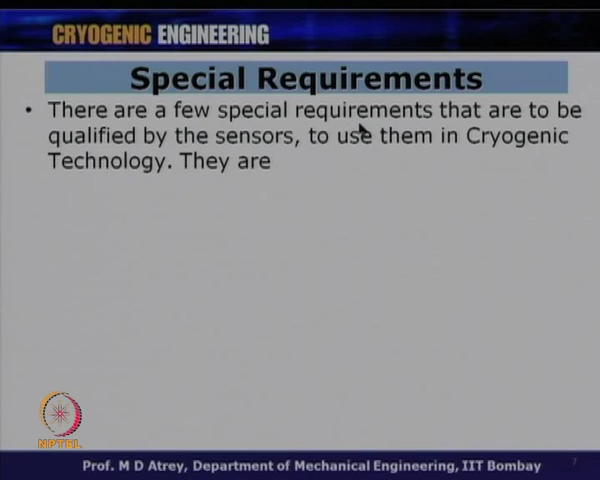 CRYOGENIC ENGINEERING
Special Requirements
• There are a few special requirements that are to be
qualified by the sensors, to use them in Cryogenic
Technology. They are
NPTEL
Prof. M D Atrey, Department of Mechanical Engineering, IIT Bombay
7